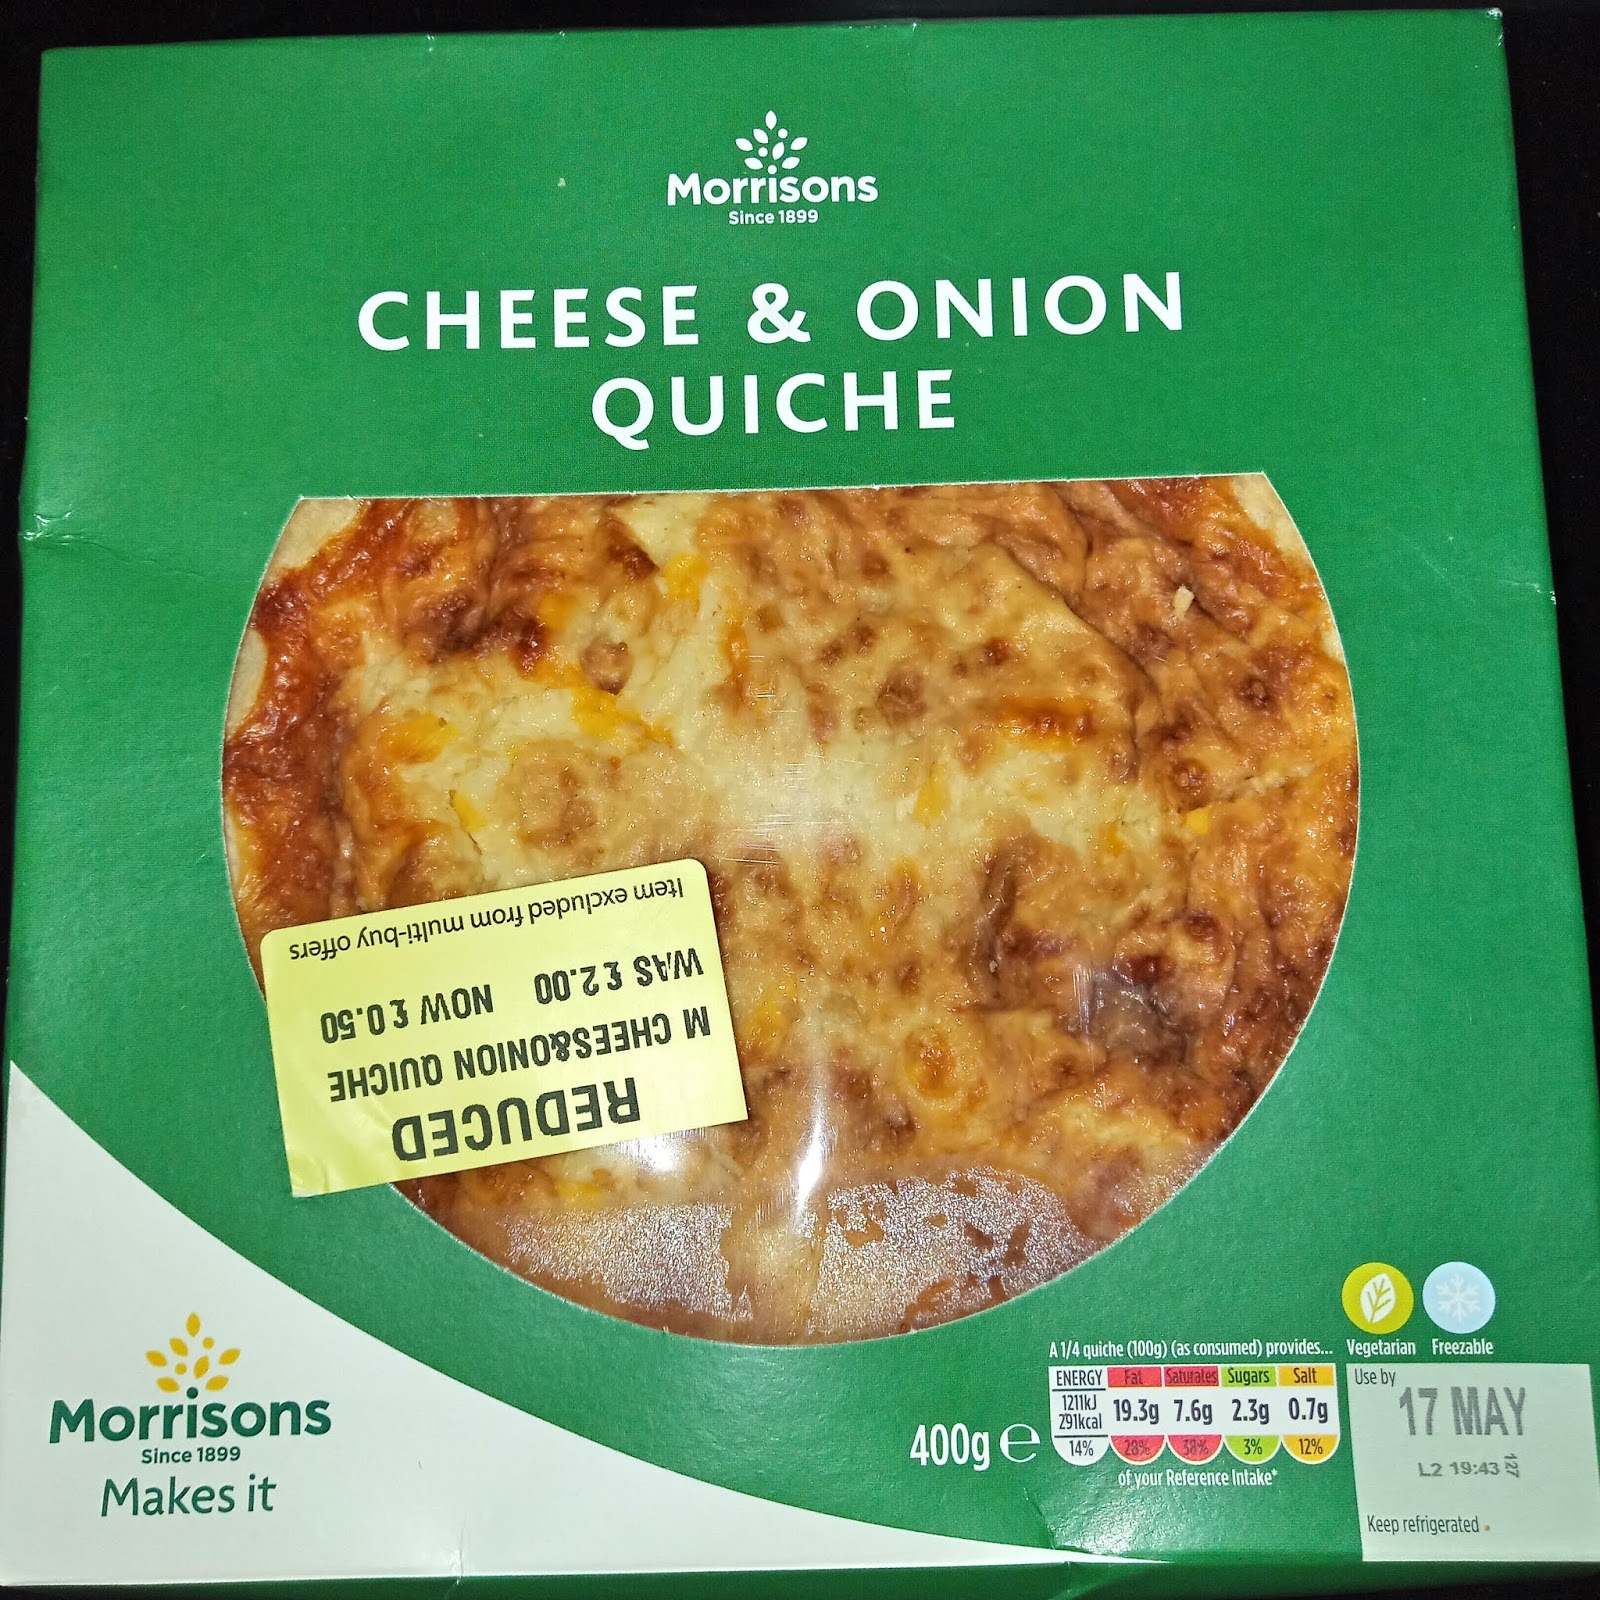 Morrisons
Since 1899
CHEESE & ONION
QUICHE
REDUCED
M CHEES&ONION QUICHE
WAS £2.00 NOW £0.50
Item excluded from multi-buy offers
Morrisons
Since 1899
Makes it
400g ℮
A 1/4 quiche (100g) (as consumed) provides...
ENERGY Fat Saturates Sugars Salt
1211kJ
291kcal 19.3g 7.6g 2.3g 0.7g
14% 28% 38% 3% 12%
of your Reference Intake*
Vegetarian Freezable
Use by
17 MAY
L2 19:43 127
Keep refrigerated